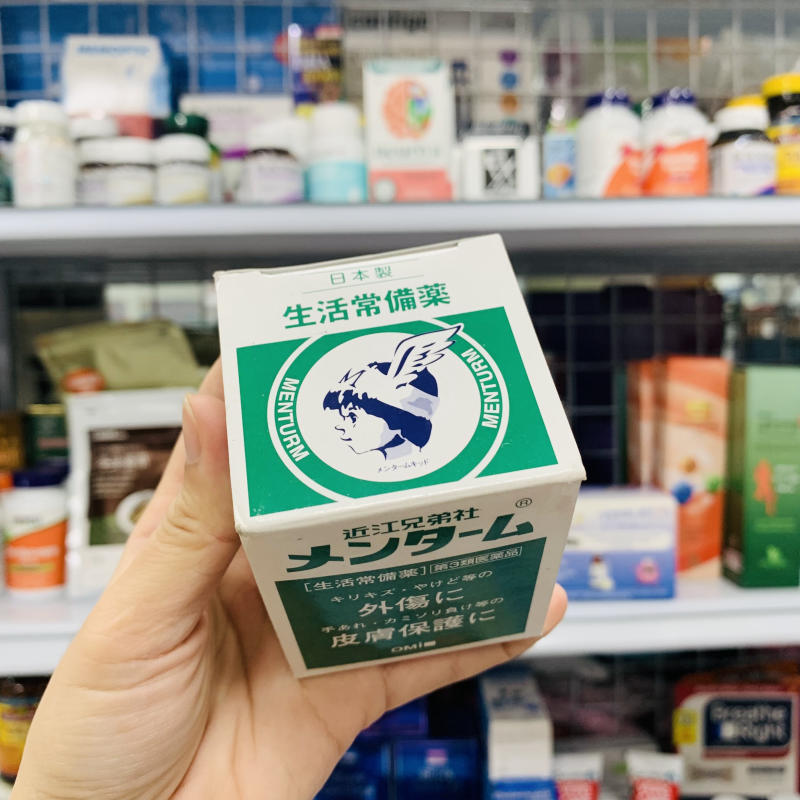 日本製
生活常備薬
MENTURM
MENTURM
メンタームキッド
近江兄弟社
メンターム®
[生活常備薬] 第3類医薬品
キリキズ・やけど等の
外傷に
手あれ・カミソリ負け等の
皮膚保護に
OMI
Breathe
Right